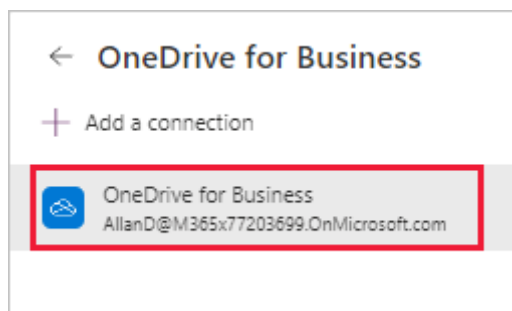 OneDrive for Business
Add a connection
OneDrive for Business
AllanD@M365x77203699.OnMicrosoft.com